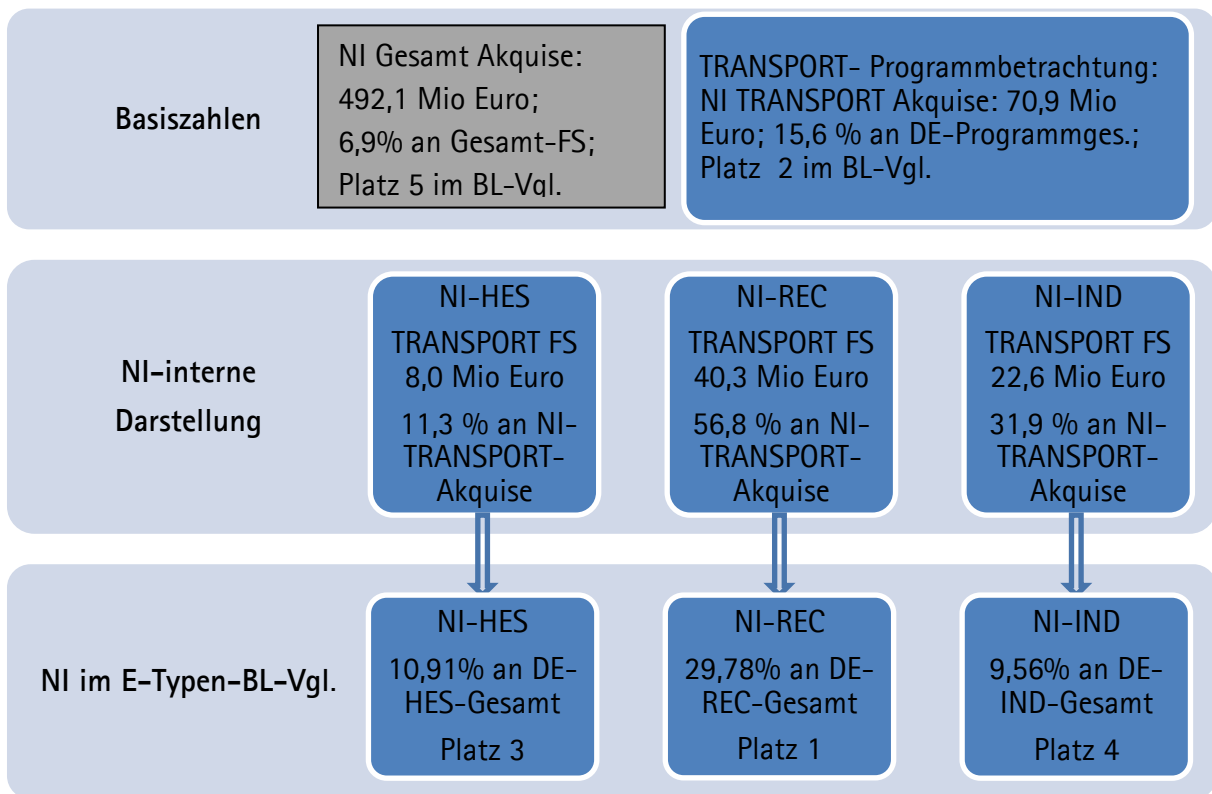 Basiszahlen
NI Gesamt Akquise:
492,1 Mio Euro;
6,9% an Gesamt-FS;
Platz 5 im BL-Vgl.
TRANSPORT- Programmbetrachtung:
NI TRANSPORT Akquise: 70,9 Mio
Euro; 15,6 % an DE-Programmges.;
Platz 2 im BL-Vgl.
NI-interne
Darstellung
NI-HES
TRANSPORT FS
8,0 Mio Euro
11,3 % an NI-
TRANSPORT-
Akquise
NI-REC
TRANSPORT FS
40,3 Mio Euro
56,8 % an NI-
TRANSPORT-
Akquise
NI-IND
TRANSPORT FS
22,6 Mio Euro
31,9 % an NI-
TRANSPORT-
Akquise
NI im E-Typen-BL-Vgl.
NI-HES
10,91% an DE-
HES-Gesamt
Platz 3
NI-REC
29,78% an DE-
REC-Gesamt
Platz 1
NI-IND
9,56% an DE-
IND-Gesamt
Platz 4